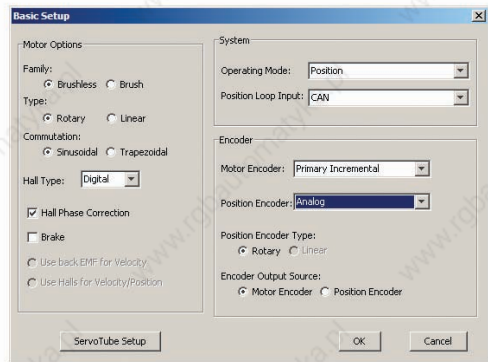 Basic Setup
Motor Options
Family:
Brushless Brush
Type:
Rotary Linear
Commutation:
Sinusoidal Trapezoidal
Hall Type: Digital
Hall Phase Correction
Brake
Use back EMF for Velocity
Use Halls for Velocity/Position
System
Operating Mode: Position
Position Loop Input: CAN
Encoder
Motor Encoder: Primary Incremental
Position Encoder: Analog
Position Encoder Type:
Rotary Linear
Encoder Output Source:
Motor Encoder Position Encoder
ServoTube Setup
OK
Cancel
www.rgbautomatyka.pl